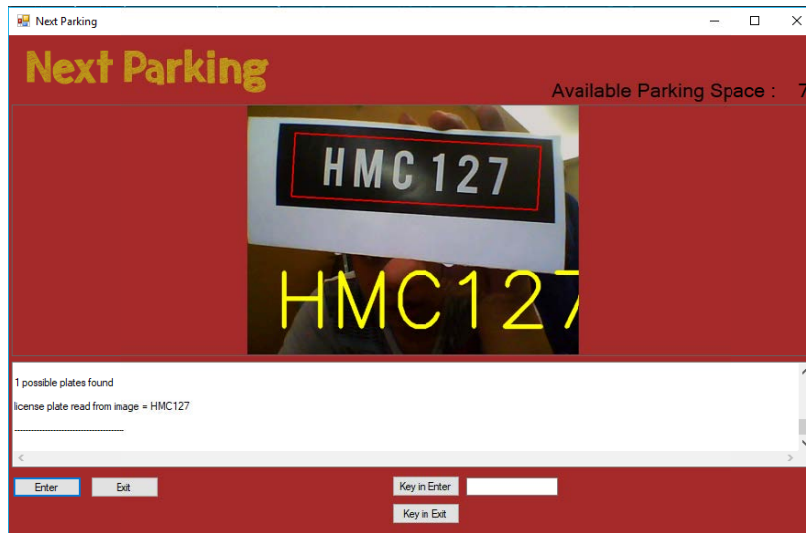 Next Parking
Next Parking
Available Parking Space : 7
HMC 127
HMC127
1 possible plates found
license plate read from image = HMC127
----------------------------------------
Enter Exit Key in Enter
Key in Exit